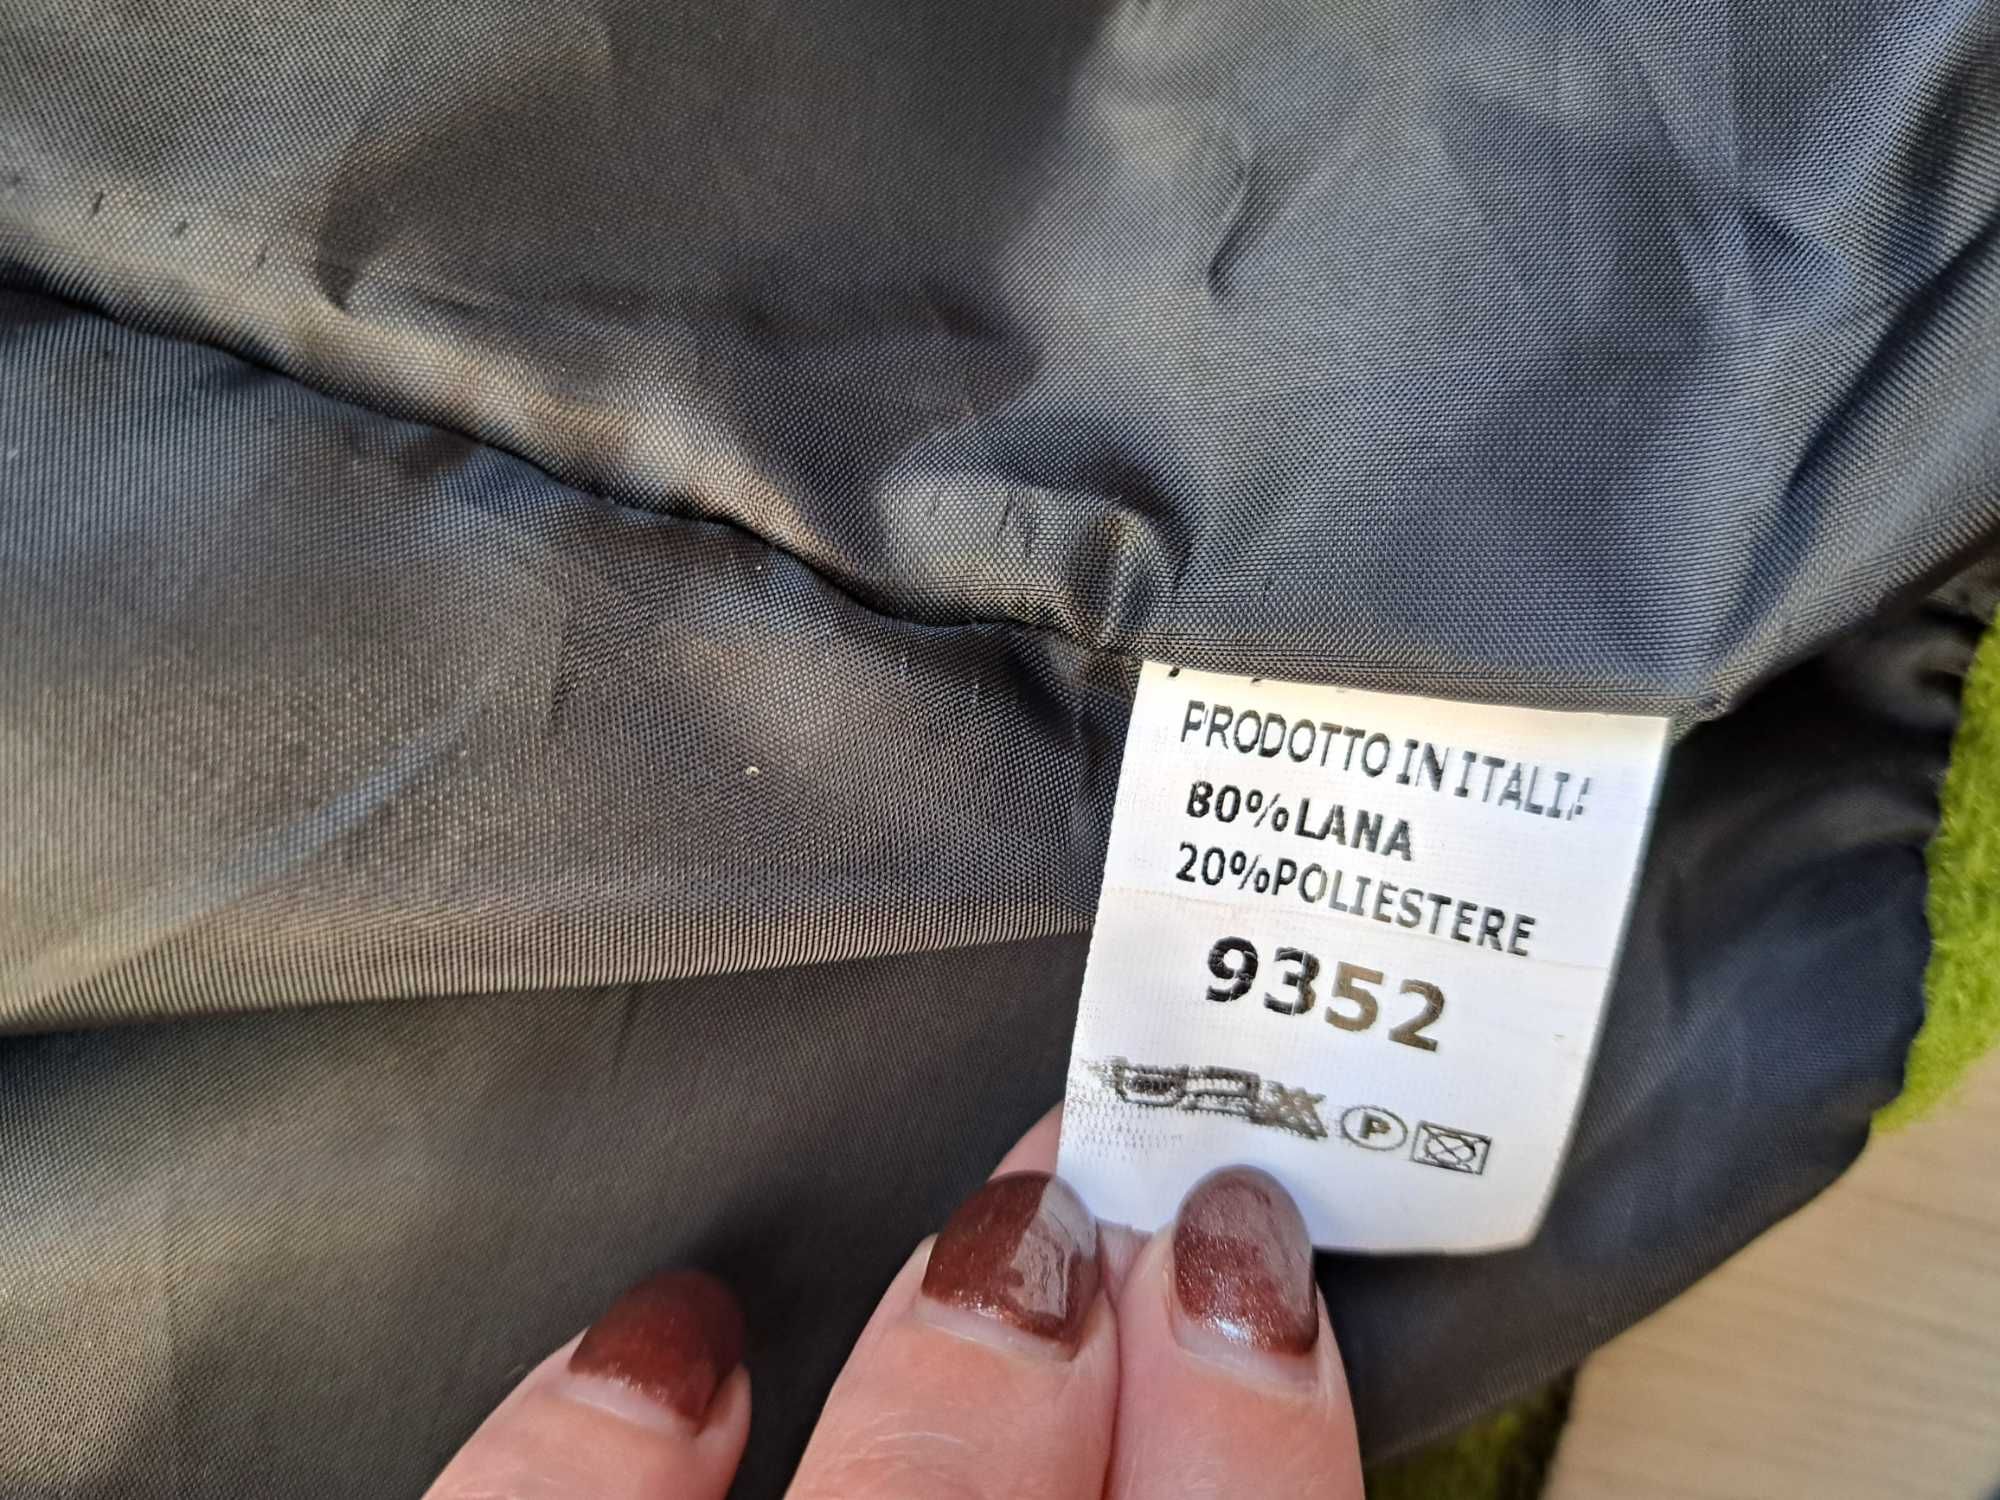 PRODOTTO IN ITALIA
80%LANA
20%POLIESTERE
9352
P